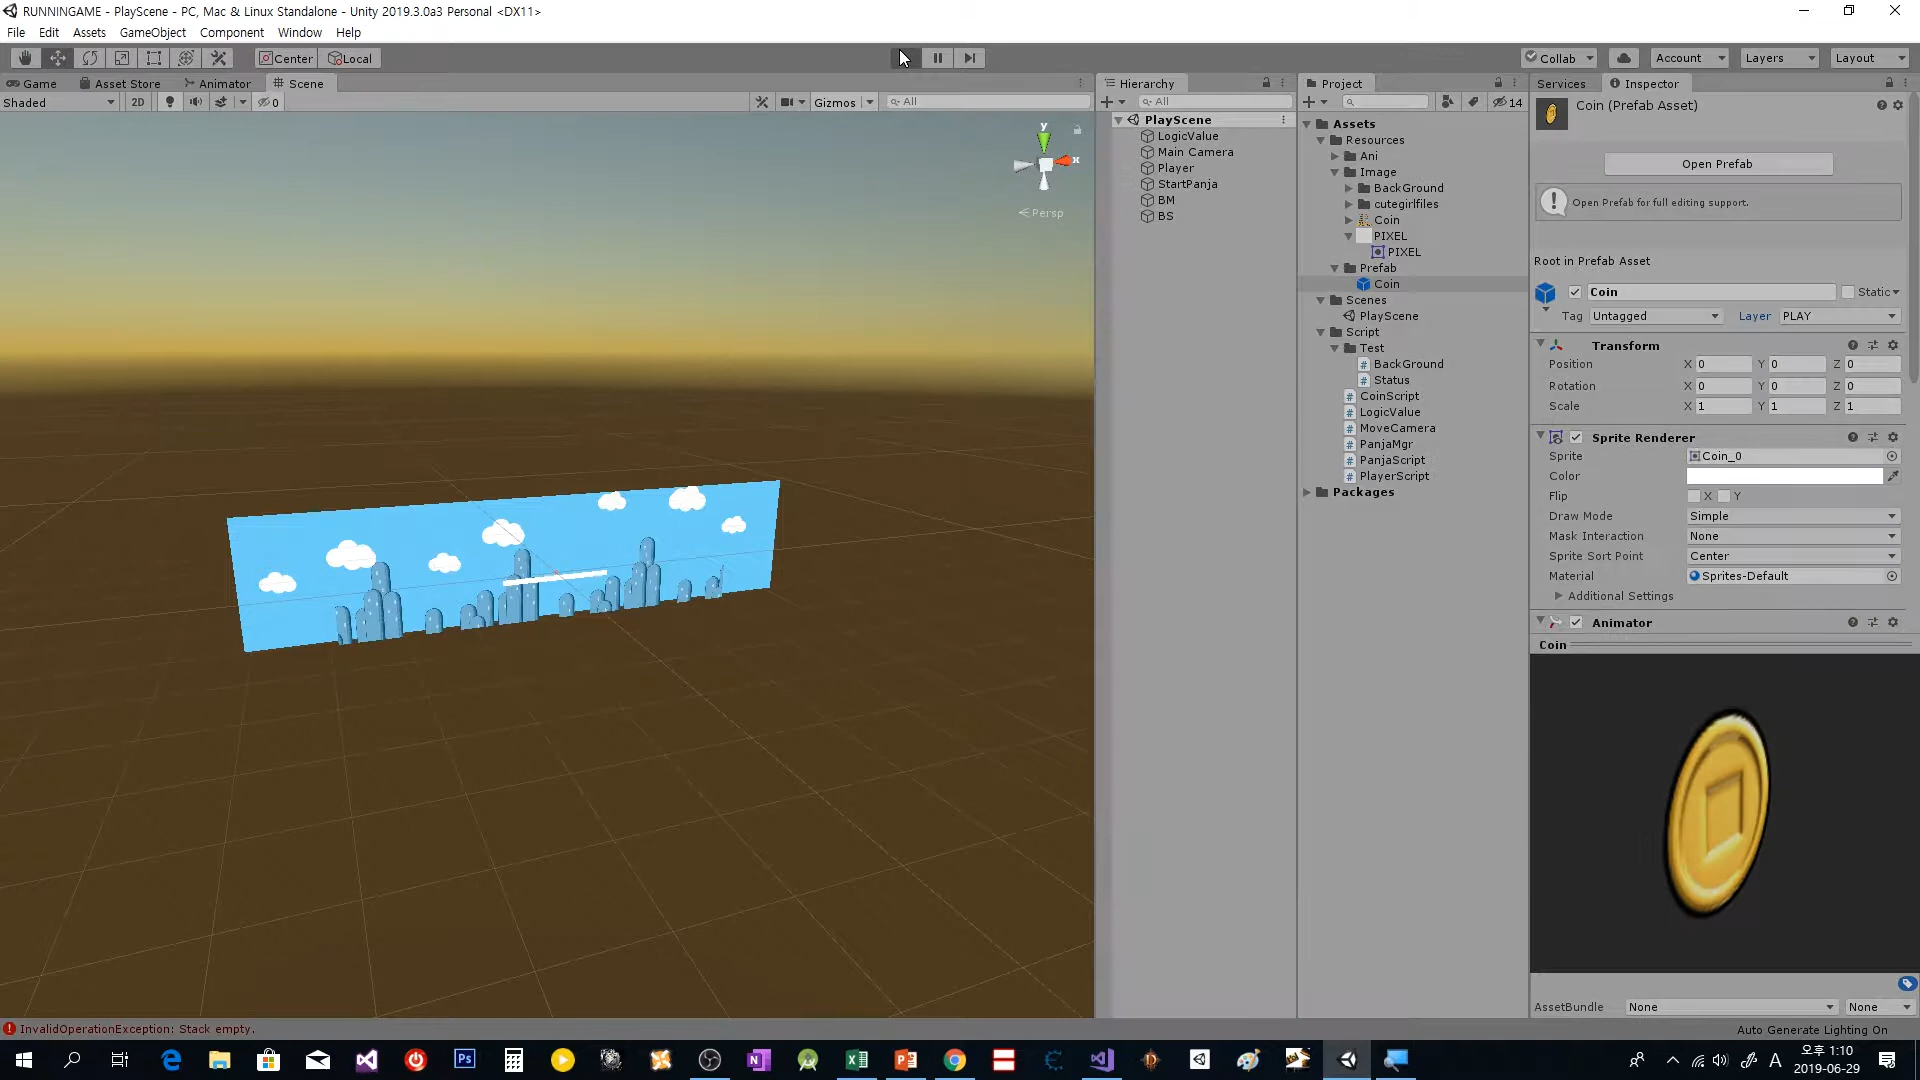 RUNNINGAME - PlayScene - PC, Mac & Linux Standalone - Unity 2019.3.0a3 Personal <DX11>
File Edit Assets GameObject Component Window Help
Center Local Collab Account Layers Layout
Game Asset Store Animator Scene
Shaded 2D 0 Gizmos All
y
x
Persp
Hierarchy
All
PlayScene
LogicValue
Main Camera
Player
StartPanja
BM
BS
Project
14
Assets
Resources
Ani
Image
BackGround
cutegirlfiles
Coin
PIXEL
PIXEL
Prefab
Coin
Scenes
PlayScene
Script
Test
BackGround
Status
CoinScript
LogicValue
MoveCamera
PanjaMgr
PanjaScript
PlayerScript
Packages
Services Inspector
Coin (Prefab Asset)
Open Prefab
Open Prefab for full editing support.
Root in Prefab Asset
Coin Static
Tag Untagged Layer PLAY
Transform
Position X 0 Y 0 Z 0
Rotation X 0 Y 0 Z 0
Scale X 1 Y 1 Z 1
Sprite Renderer
Sprite Coin_0
Color
Flip X Y
Draw Mode Simple
Mask Interaction None
Sprite Sort Point Center
Material Sprites-Default
Additional Settings
Animator
Coin
AssetBundle None None
InvalidOperationException: Stack empty.
Auto Generate Lighting On
Ps
A
오후 1:10
2019-06-29